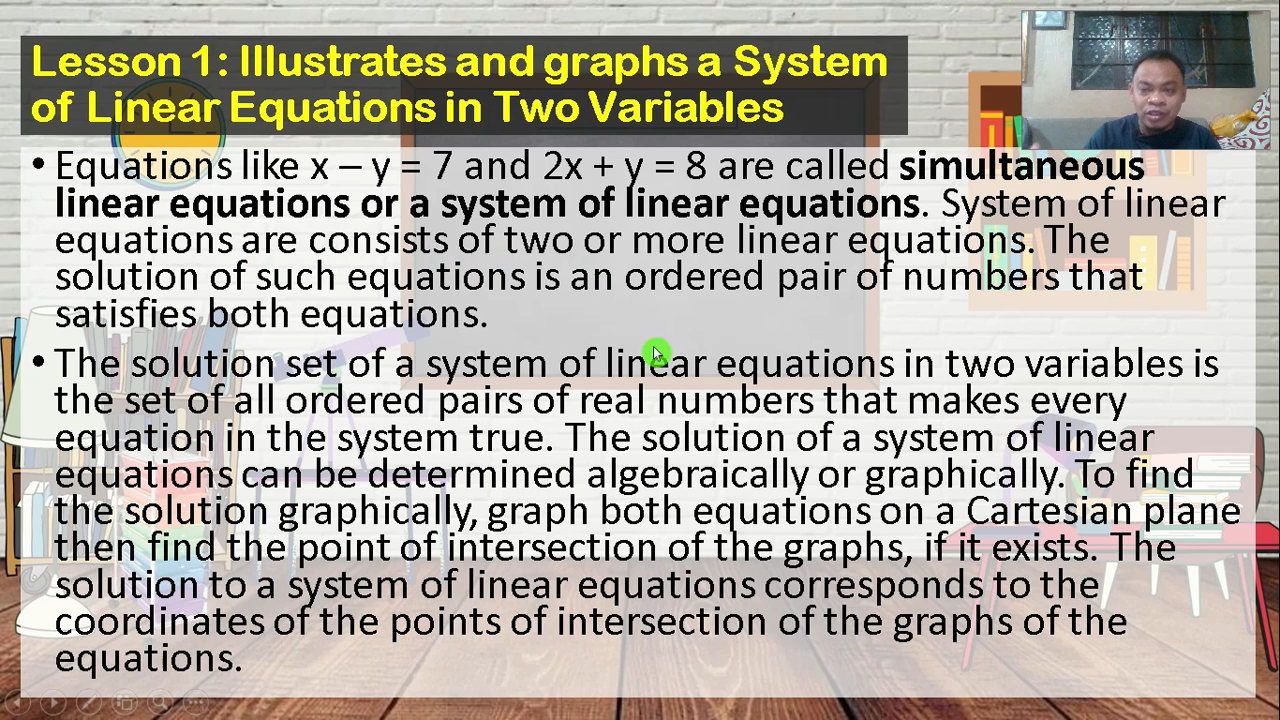 Lesson 1: Illustrates and graphs a System
of Linear Equations in Two Variables
• Equations like x – y = 7 and 2x + y = 8 are called simultaneous
linear equations or a system of linear equations. System of linear
equations are consists of two or more linear equations. The
solution of such equations is an ordered pair of numbers that
satisfies both equations.
• The solution set of a system of linear equations in two variables is
the set of all ordered pairs of real numbers that makes every
equation in the system true. The solution of a system of linear
equations can be determined algebraically or graphically. To find
the solution graphically, graph both equations on a Cartesian plane
then find the point of intersection of the graphs, if it exists. The
solution to a system of linear equations corresponds to the
coordinates of the points of intersection of the graphs of the
equations.